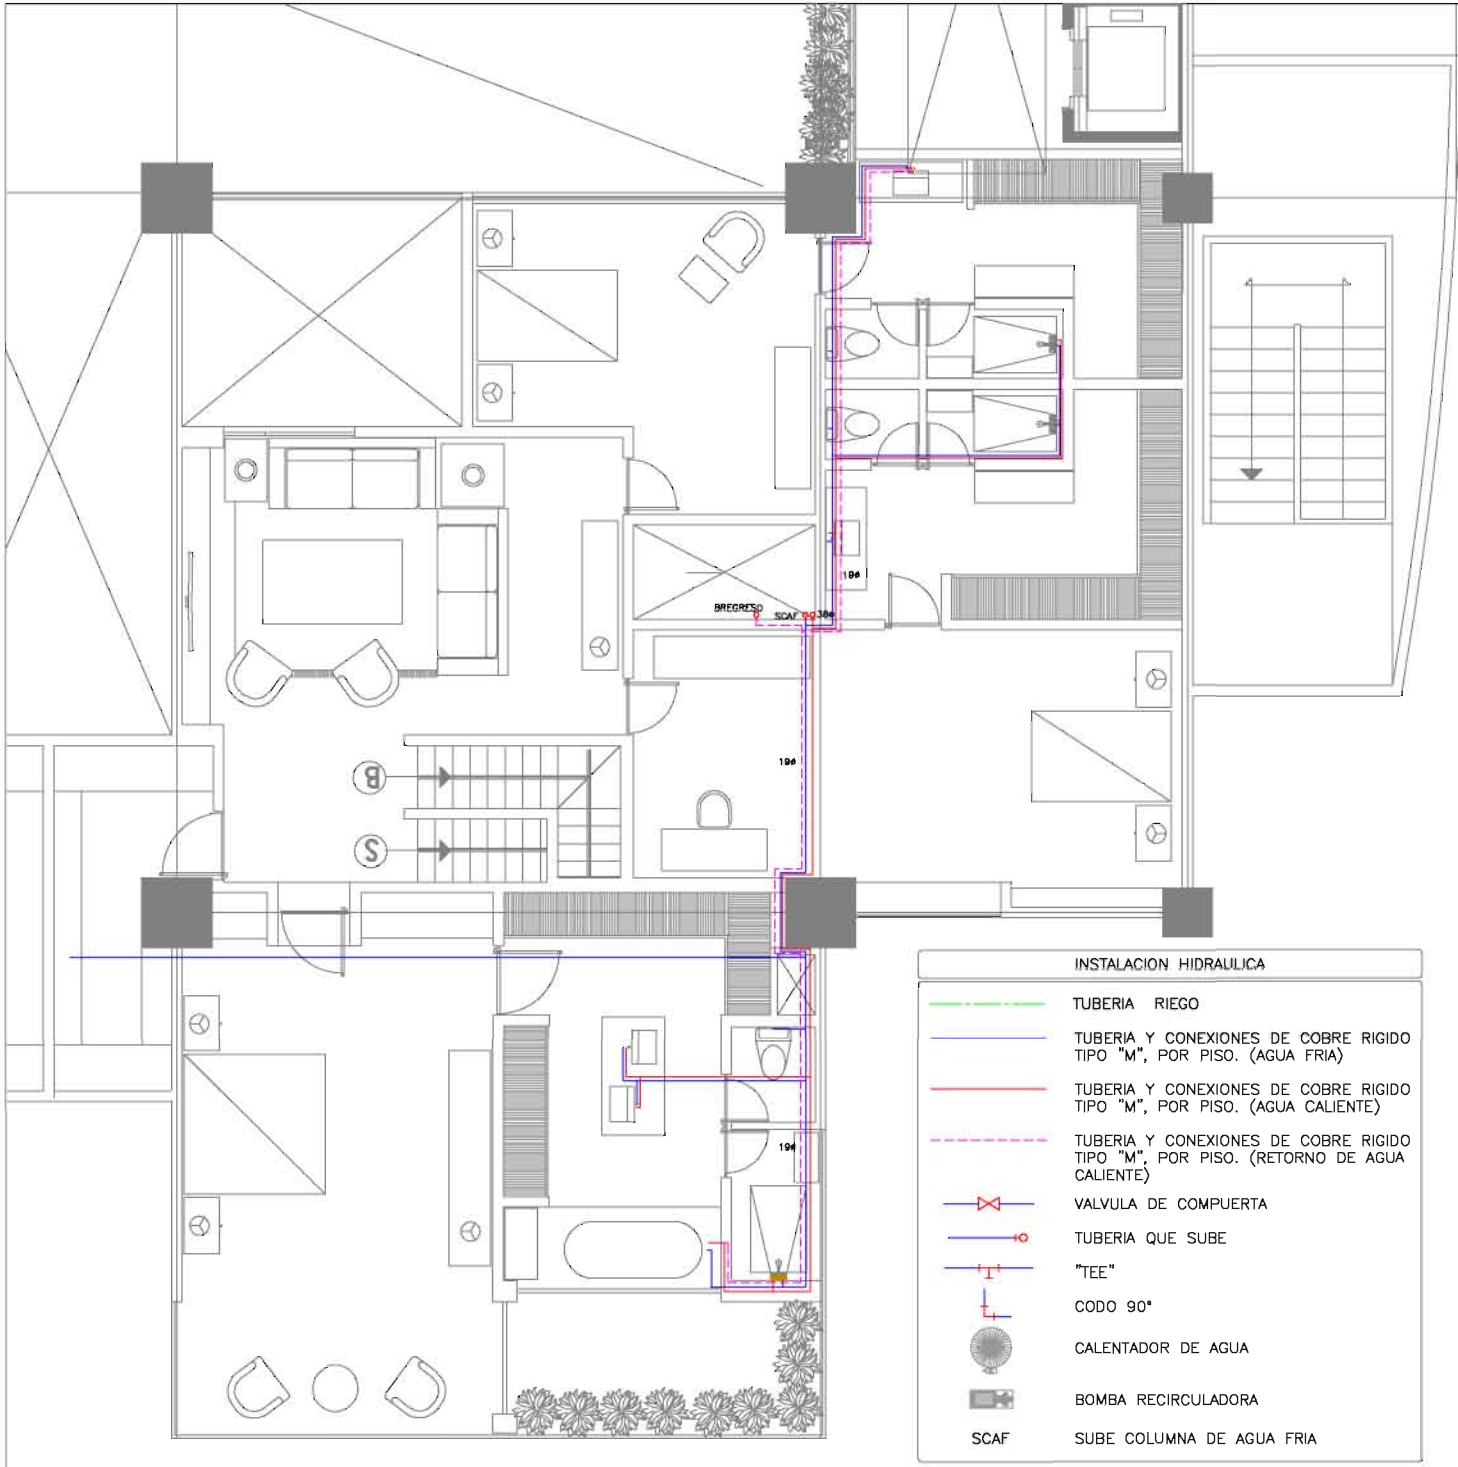 19ø
BREGRESO
SCAF
38ø
19ø
B
S
19ø
INSTALACION HIDRAULICA
TUBERIA RIEGO
TUBERIA Y CONEXIONES DE COBRE RIGIDO
TIPO "M", POR PISO. (AGUA FRIA)
TUBERIA Y CONEXIONES DE COBRE RIGIDO
TIPO "M", POR PISO. (AGUA CALIENTE)
TUBERIA Y CONEXIONES DE COBRE RIGIDO
TIPO "M", POR PISO. (RETORNO DE AGUA
CALIENTE)
VALVULA DE COMPUERTA
TUBERIA QUE SUBE
"TEE"
CODO 90°
CALENTADOR DE AGUA
BOMBA RECIRCULADORA
SCAF SUBE COLUMNA DE AGUA FRIA